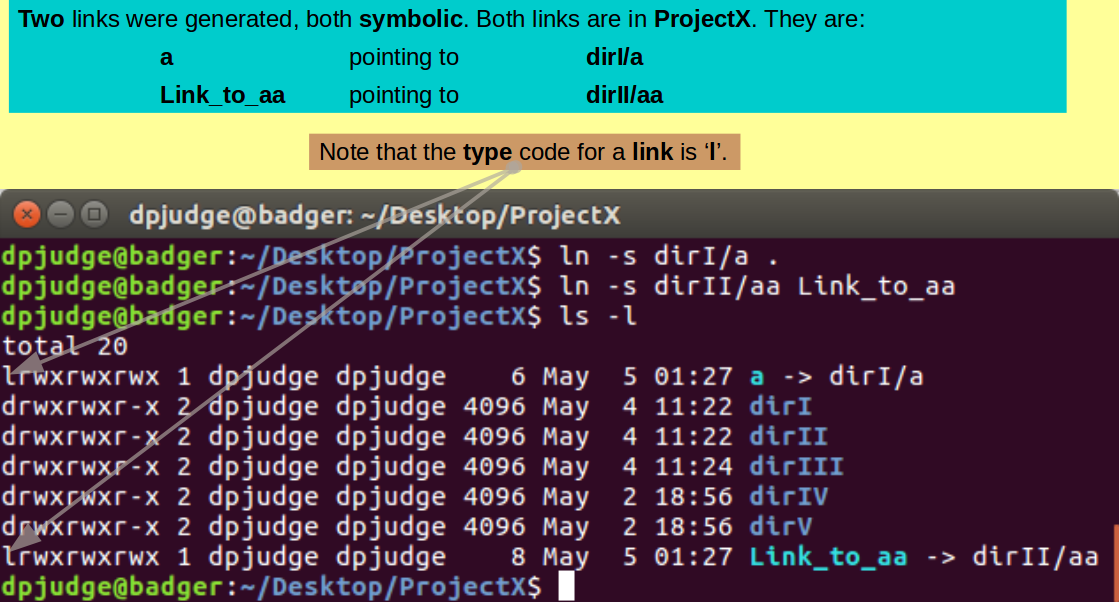 Two links were generated, both symbolic. Both links are in ProjectX. They are:
a pointing to dirI/a
Link_to_aa pointing to dirII/aa
Note that the type code for a link is ‘l’.
dpjudge@badger: ~/Desktop/ProjectX
dpjudge@badger:~/Desktop/ProjectX$ ln -s dirI/a .
dpjudge@badger:~/Desktop/ProjectX$ ln -s dirII/aa Link_to_aa
dpjudge@badger:~/Desktop/ProjectX$ ls -l
total 20
lrwxrwxrwx 1 dpjudge dpjudge    6 May  5 01:27 a -> dirI/a
drwxrwxr-x 2 dpjudge dpjudge 4096 May  4 11:22 dirI
drwxrwxr-x 2 dpjudge dpjudge 4096 May  4 11:22 dirII
drwxrwxr-x 2 dpjudge dpjudge 4096 May  4 11:24 dirIII
drwxrwxr-x 2 dpjudge dpjudge 4096 May  2 18:56 dirIV
drwxrwxr-x 2 dpjudge dpjudge 4096 May  2 18:56 dirV
lrwxrwxrwx 1 dpjudge dpjudge    8 May  5 01:27 Link_to_aa -> dirII/aa
dpjudge@badger:~/Desktop/ProjectX$